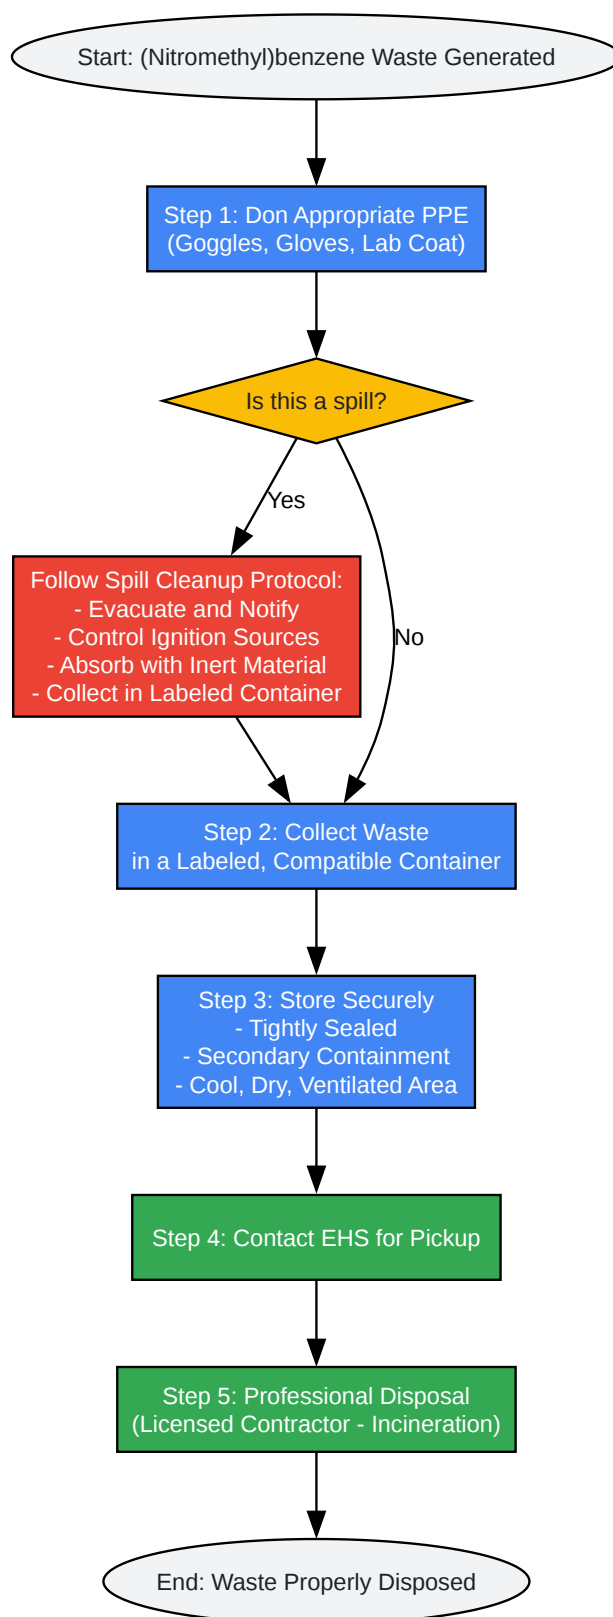 Start: (Nitromethyl)benzene Waste Generated
Step 1: Don Appropriate PPE
(Goggles, Gloves, Lab Coat)
Is this a spill?
Yes
Follow Spill Cleanup Protocol:
- Evacuate and Notify
- Control Ignition Sources
- Absorb with Inert Material
- Collect in Labeled Container
No
Step 2: Collect Waste
in a Labeled, Compatible Container
Step 3: Store Securely
- Tightly Sealed
- Secondary Containment
- Cool, Dry, Ventilated Area
Step 4: Contact EHS for Pickup
Step 5: Professional Disposal
(Licensed Contractor - Incineration)
End: Waste Properly Disposed